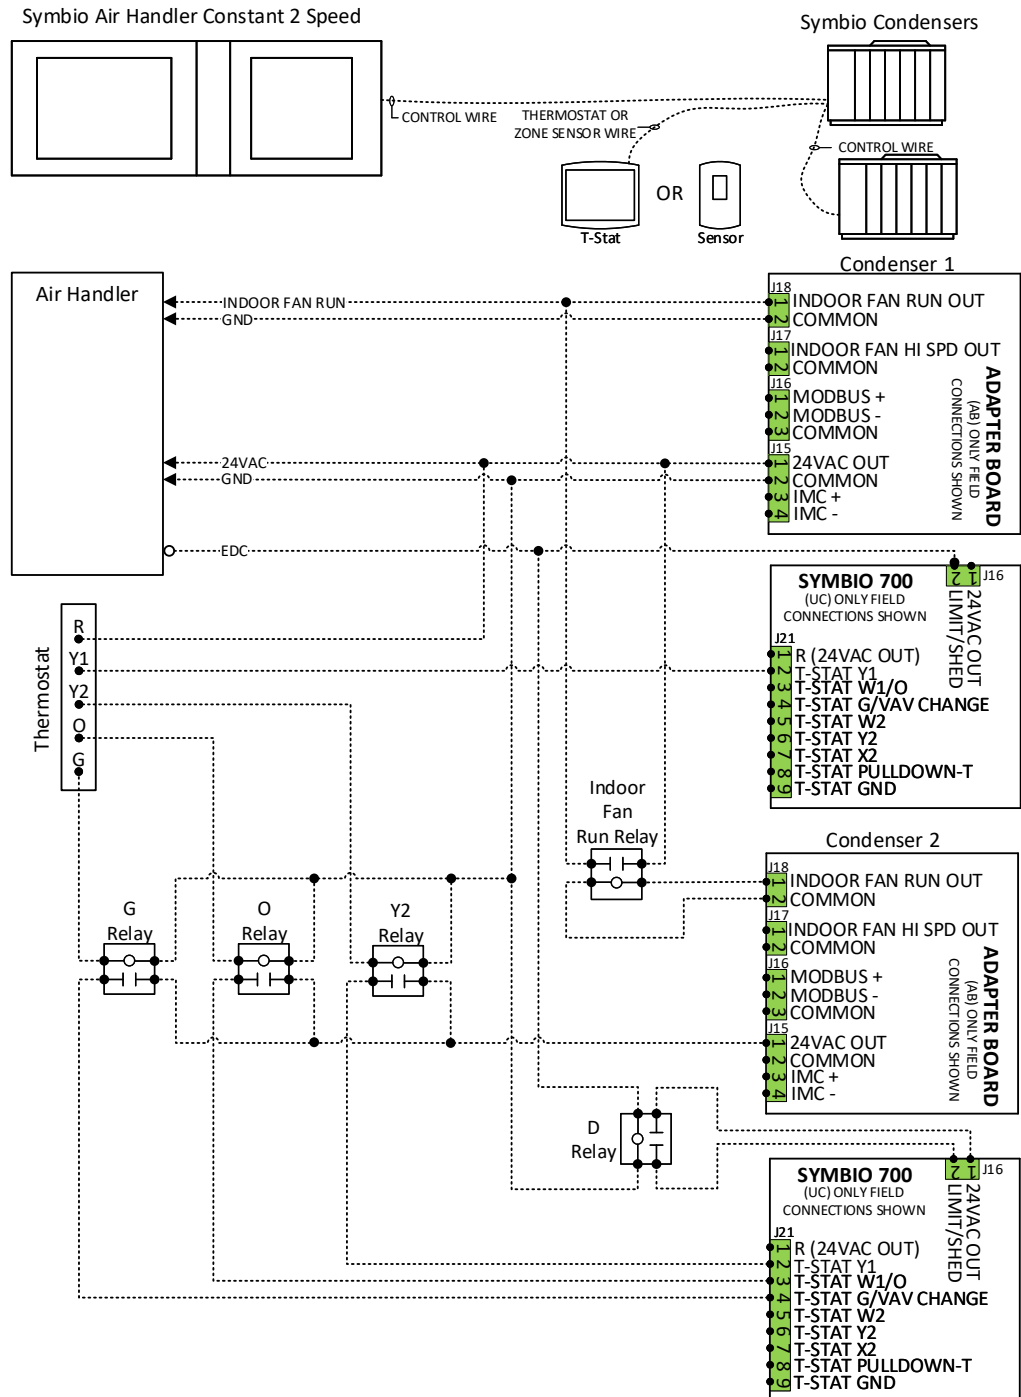 Symbio Air Handler Constant 2 Speed
Symbio Condensers
CONTROL WIRE
THERMOSTAT OR
ZONE SENSOR WIRE
CONTROL WIRE
OR
T-Stat
Sensor
Condenser 1
Air Handler
INDOOR FAN RUN
GND
24VAC
GND
EDC
J18
1 INDOOR FAN RUN OUT
2 COMMON
J17
1 INDOOR FAN HI SPD OUT
2 COMMON
J16
1 MODBUS +
2 MODBUS -
3 COMMON
J15
1 24VAC OUT
2 COMMON
3 IMC +
4 IMC -
ADAPTER BOARD
(AB) ONLY FIELD
CONNECTIONS SHOWN
SYMBIO 700
(UC) ONLY FIELD
CONNECTIONS SHOWN
J16
1 24VAC OUT
2 LIMIT/SHED
J21
1 R (24VAC OUT)
2 T-STAT Y1
3 T-STAT W1/O
4 T-STAT G/VAV CHANGE
5 T-STAT W2
6 T-STAT Y2
7 T-STAT X2
8 T-STAT PULLDOWN-T
9 T-STAT GND
Thermostat
R
Y1
Y2
O
G
Indoor
Fan
Run Relay
G
Relay
O
Relay
Y2
Relay
D
Relay
Condenser 2
J18
1 INDOOR FAN RUN OUT
2 COMMON
J17
1 INDOOR FAN HI SPD OUT
2 COMMON
J16
1 MODBUS +
2 MODBUS -
3 COMMON
J15
1 24VAC OUT
2 COMMON
3 IMC +
4 IMC -
ADAPTER BOARD
(AB) ONLY FIELD
CONNECTIONS SHOWN
SYMBIO 700
(UC) ONLY FIELD
CONNECTIONS SHOWN
J16
1 24VAC OUT
2 LIMIT/SHED
J21
1 R (24VAC OUT)
2 T-STAT Y1
3 T-STAT W1/O
4 T-STAT G/VAV CHANGE
5 T-STAT W2
6 T-STAT Y2
7 T-STAT X2
8 T-STAT PULLDOWN-T
9 T-STAT GND